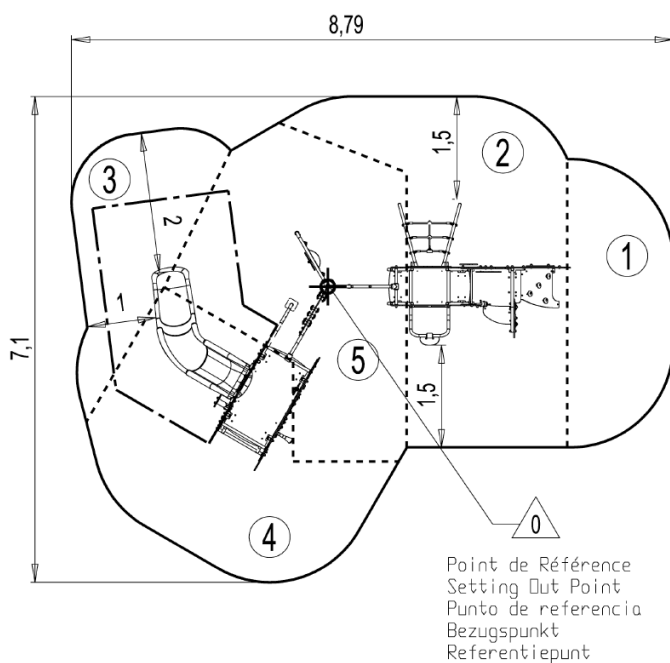 8,79
7,1
1,5
2
3
2
1
1
5
1,5
4
0
Point de Référence
Setting Out Point
Punto de referencia
Bezugspunkt
Referentiepunt